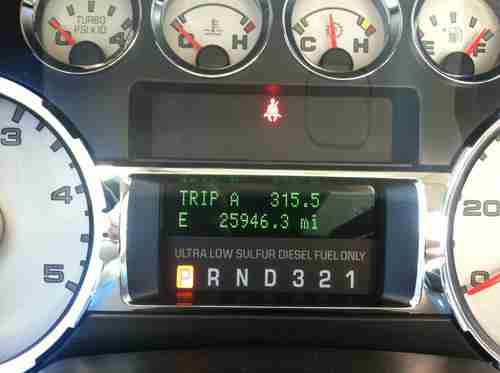 TURBO
PSI X 10
0 4
C H
C H
E F
3
4
5
20
TRIP A 315.5
E 25946.3 mi
ULTRA LOW SULFUR DIESEL FUEL ONLY
P R N D 3 2 1